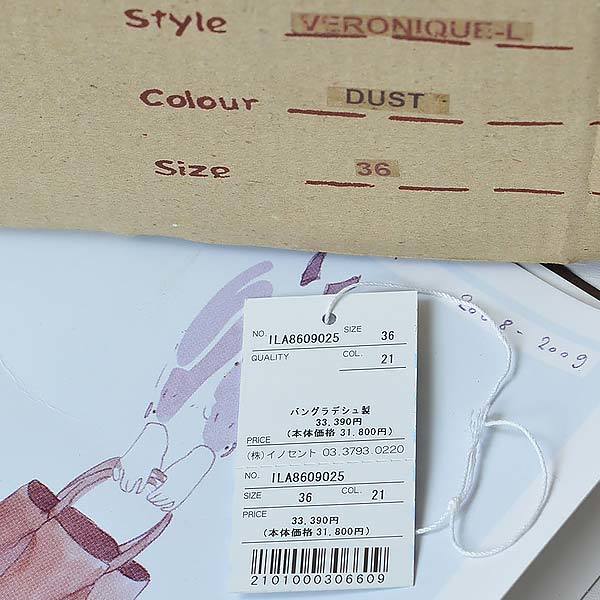 Style VERONIQUE-L
Colour DUST
Size 36
2008-2009
NO. ILA8609025 SIZE 36
QUALITY COL. 21
バングラデシュ製
33,390円
PRICE (本体価格 31,800円)
(株)イノセント 03.3793.0220
NO. ILA8609025
SIZE 36 COL. 21
PRICE 33,390円
(本体価格 31,800円)
2101000306609